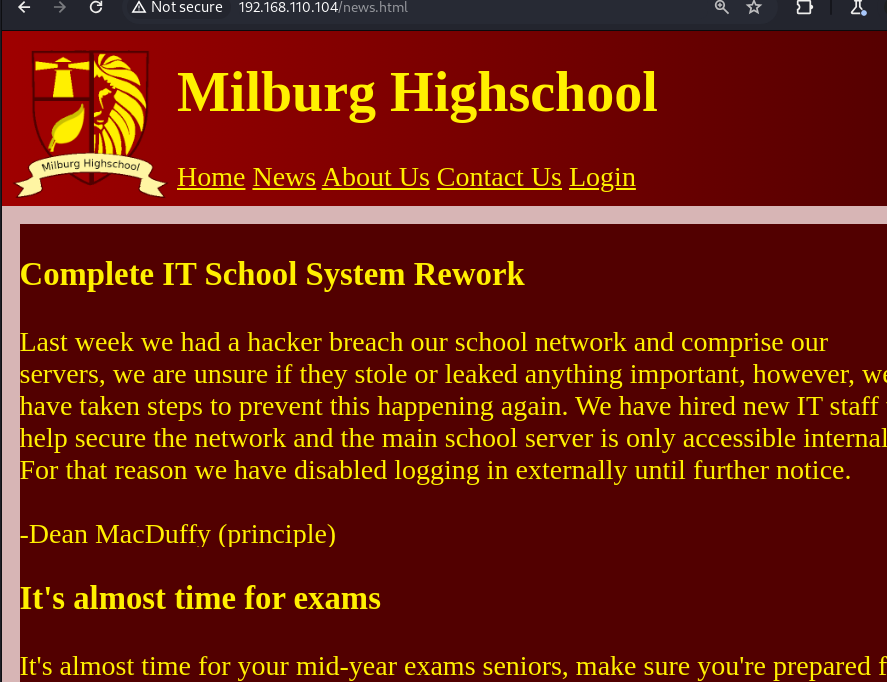 Not secure 192.168.110.104/news.html
Milburg Highschool
Milburg Highschool
Home News About Us Contact Us Login
Complete IT School System Rework
Last week we had a hacker breach our school network and comprise our
servers, we are unsure if they stole or leaked anything important, however, we
have taken steps to prevent this happening again. We have hired new IT staff
help secure the network and the main school server is only accessible
For that reason we have disabled logging in externally until further notice.
-Dean MacDuffy (principle)
It's almost time for exams
It's almost time for your mid-year exams seniors, make sure you're prepared